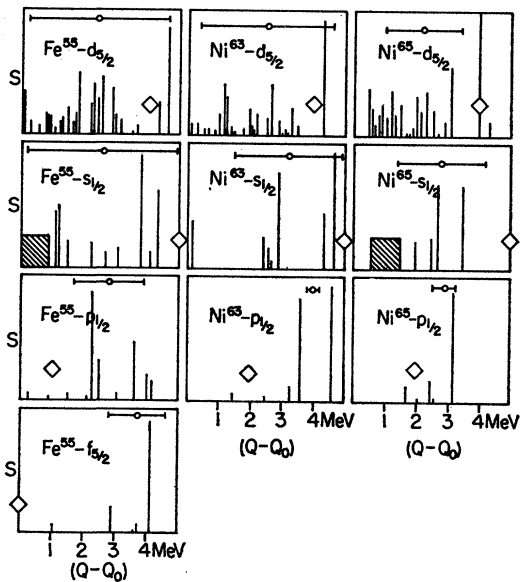 S
Fe⁵⁵-d₅/₂
Ni⁶³-d₅/₂
Ni⁶⁵-d₅/₂
S
Fe⁵⁵-s₁/₂
Ni⁶³-s₁/₂
Ni⁶⁵-s₁/₂
S
Fe⁵⁵-p₁/₂
Ni⁶³-p₁/₂
Ni⁶⁵-p₁/₂
1 2 3 4MeV
(Q-Q₀)
1 2 3 4 MeV
(Q-Q₀)
S
Fe⁵⁵-f₅/₂
1 2 3 4MeV
(Q-Q₀)